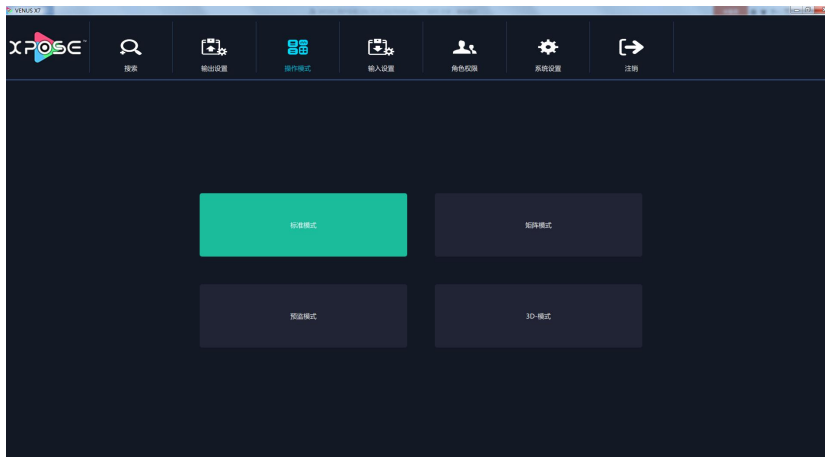 VENUS X7
XPOSE™
搜索
输出设置
操作模式
输入设置
角色权限
系统设置
注销
标准模式
矩阵模式
预监模式
3D-模式